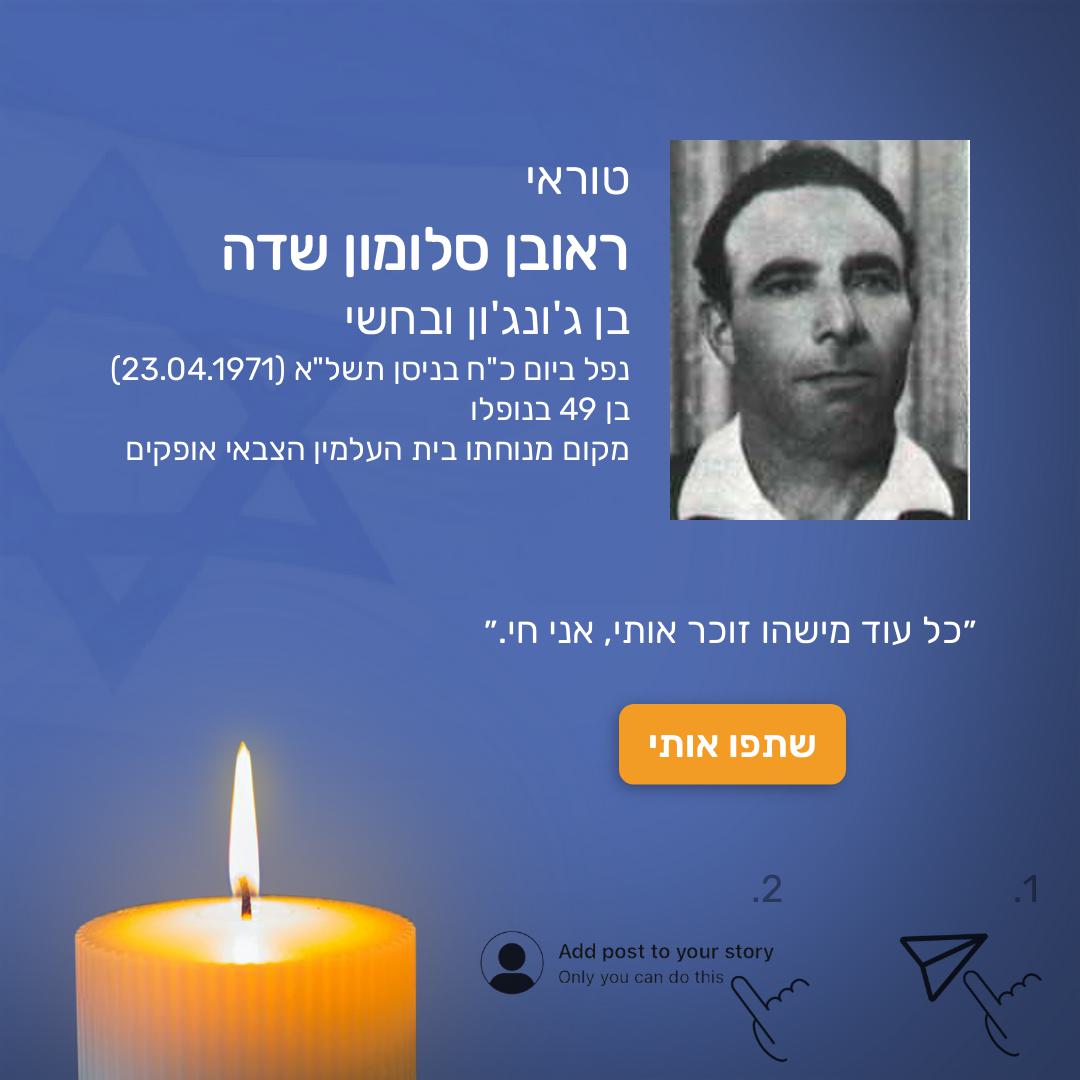 טוראי
ראובן סלומון שדה
בן ג'ונג'ון ובחשי
נפל ביום כ"ח בניסן תשל"א (23.04.1971)
בן 49 בנופלו
מקום מנוחתו בית העלמין הצבאי אופקים
״כל עוד מישהו זוכר אותי, אני חי.״
שתפו אותי
.1
.2
Add post to your story
Only you can do this